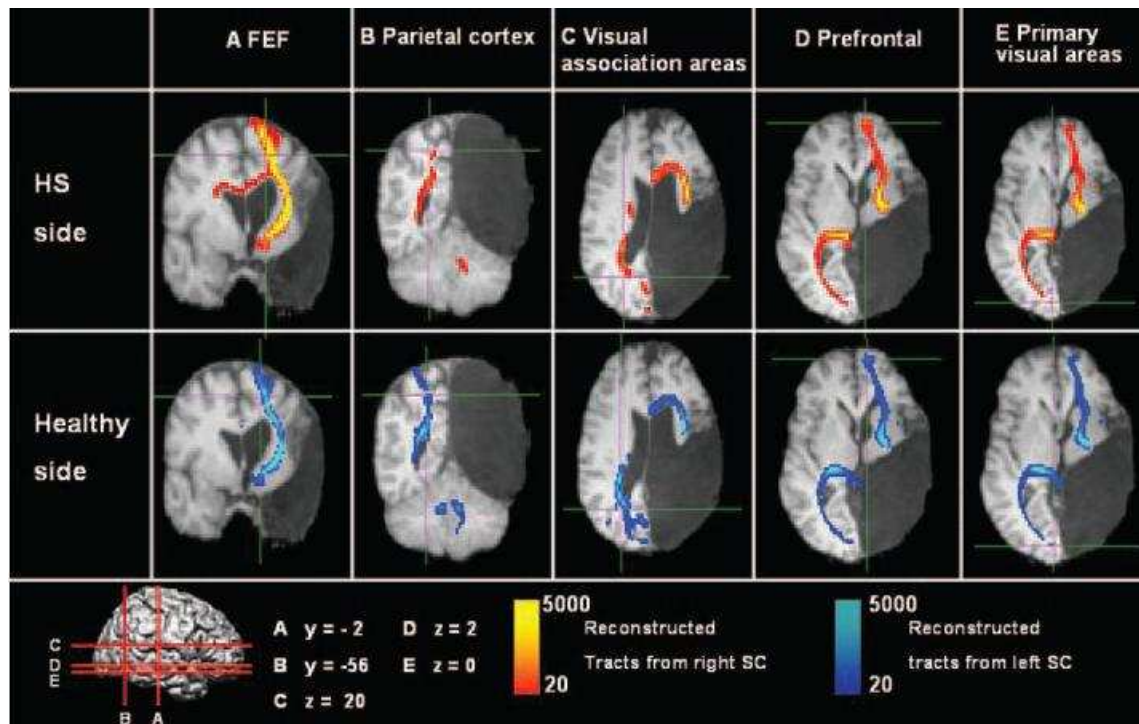 A FEF
B Parietal cortex
C Visual
association areas
D Prefrontal
E Primary
visual areas
HS
side
Healthy
side
C
D
E
B A
A y = - 2 D z = 2
B y = -56 E z = 0
C z = 20
5000
Reconstructed
Tracts from right SC
20
5000
Reconstructed
tracts from left SC
20